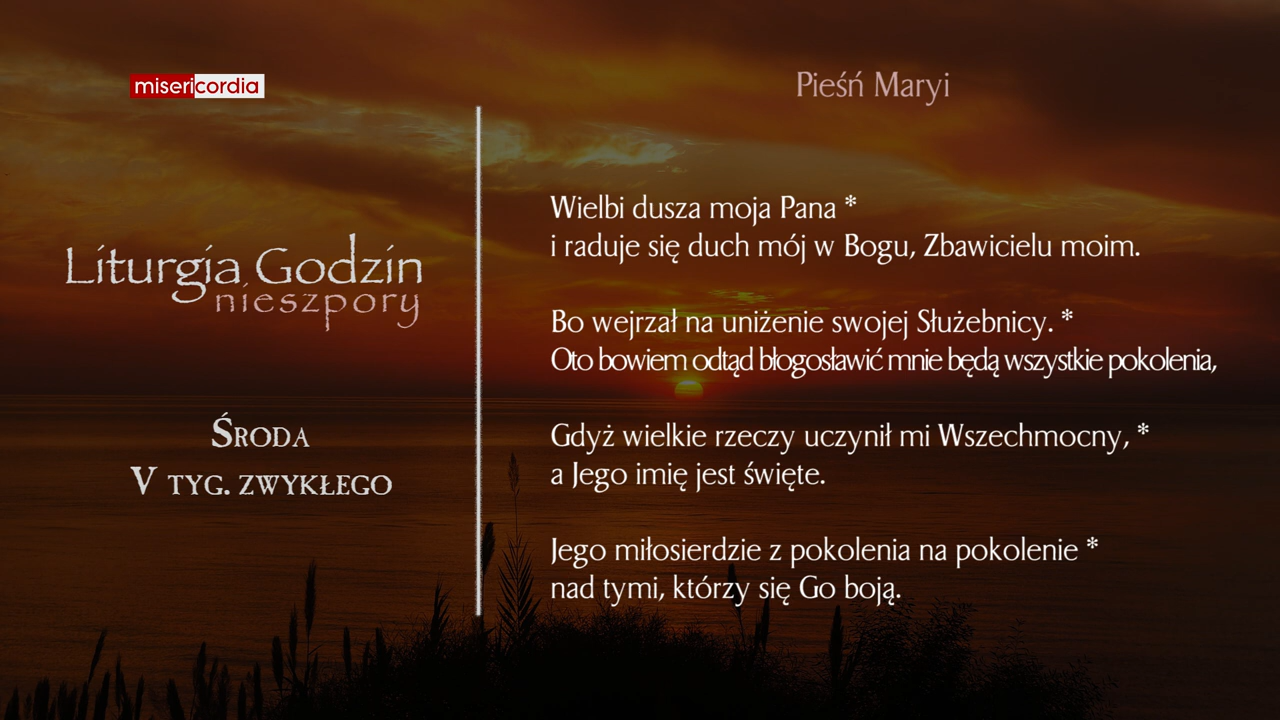 misericordia
Liturgia Godzin
nieszpory
Środa
V tyg. zwykłego
Pieśń Maryi
Wielbi dusza moja Pana *
i raduje się duch mój w Bogu, Zbawicielu moim.
Bo wejrzał na uniżenie swojej Służebnicy. *
Oto bowiem odtąd błogosławić mnie będą wszystkie pokolenia,
Gdyż wielkie rzeczy uczynił mi Wszechmocny, *
a Jego imię jest święte.
Jego miłosierdzie z pokolenia na pokolenie *
nad tymi, którzy się Go boją.